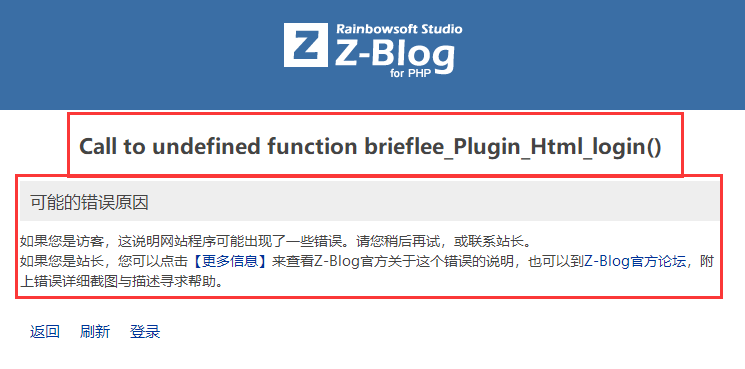 Rainbowsoft Studio
Z
Z-Blog
for PHP
Call to undefined function brieflee_Plugin_Html_login()
可能的错误原因
如果您是访客，这说明网站程序可能出现了一些错误。请您稍后再试，或联系站长。
如果您是站长，您可以点击【更多信息】来查看Z-Blog官方关于这个错误的说明，也可以到Z-Blog官方论坛，附
上错误详细截图与描述寻求帮助。
返回 刷新 登录